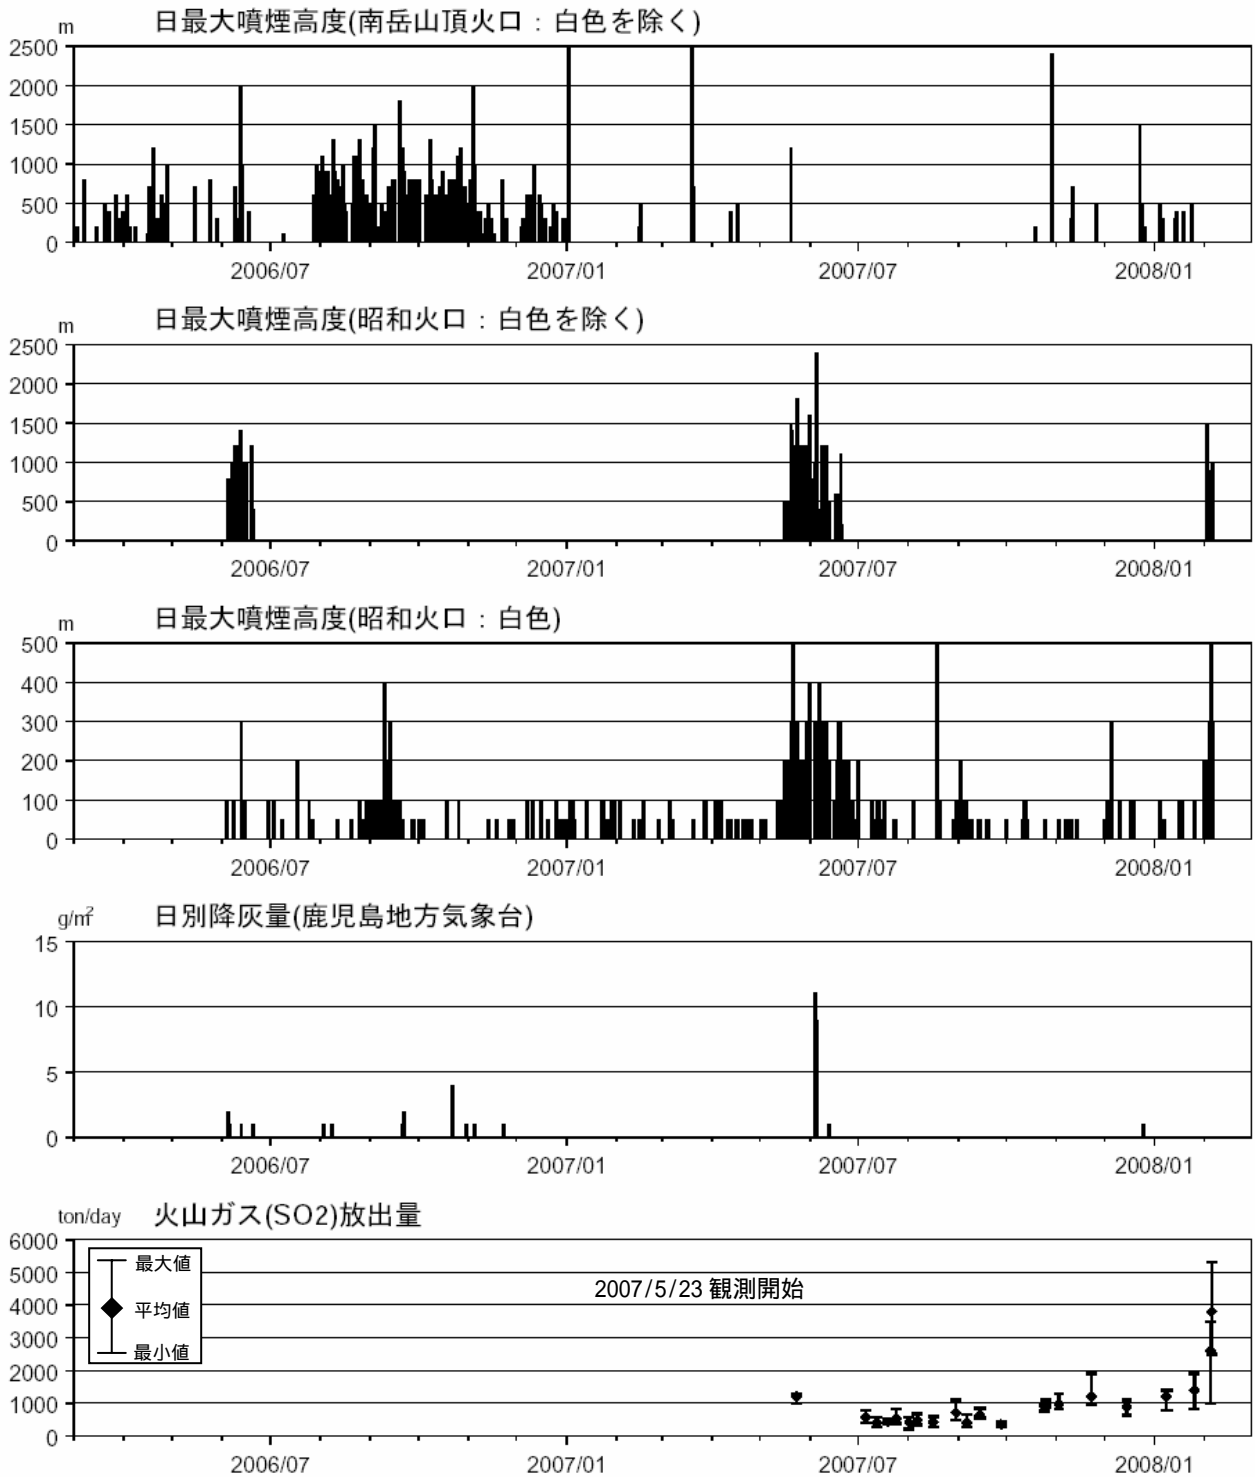 m 日最大噴煙高度(南岳山頂火口：白色を除く)
2500
2000
1500
1000
500
0
2006/07 2007/01 2007/07 2008/01
m 日最大噴煙高度(昭和火口：白色を除く)
2500
2000
1500
1000
500
0
2006/07 2007/01 2007/07 2008/01
m 日最大噴煙高度(昭和火口：白色)
500
400
300
200
100
0
2006/07 2007/01 2007/07 2008/01
g/㎡ 日別降灰量(鹿児島地方気象台)
15
10
5
0
2006/07 2007/01 2007/07 2008/01
ton/day 火山ガス(SO2)放出量
6000
5000
4000
3000
2000
1000
0
最大値
平均値
最小値
2007/5/23 観測開始
2006/07 2007/01 2007/07 2008/01